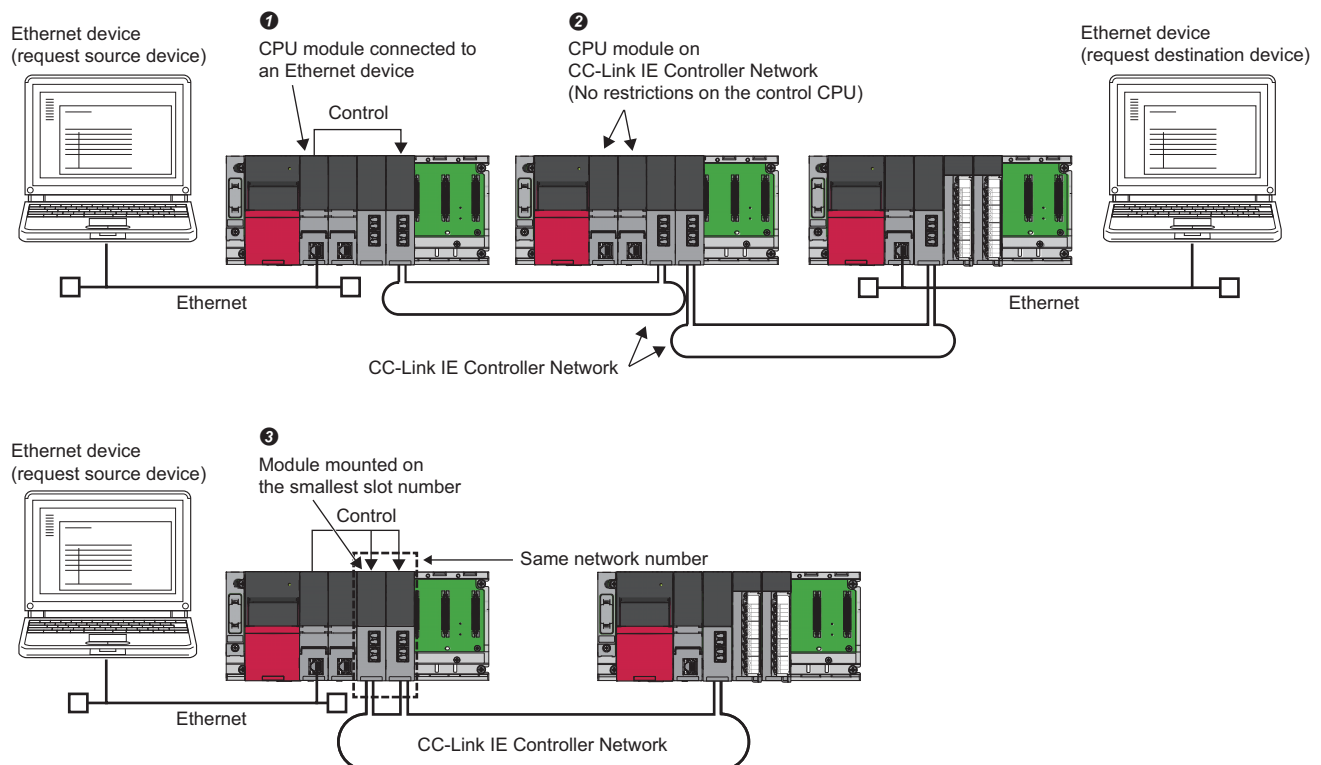 Ethernet device
(request source device)
❶
CPU module connected to
an Ethernet device
Control
❷
CPU module on
CC-Link IE Controller Network
(No restrictions on the control CPU)
Ethernet device
(request destination device)
Ethernet
Ethernet
CC-Link IE Controller Network
Ethernet device
(request source device)
❸
Module mounted on
the smallest slot number
Control
Same network number
Ethernet
CC-Link IE Controller Network